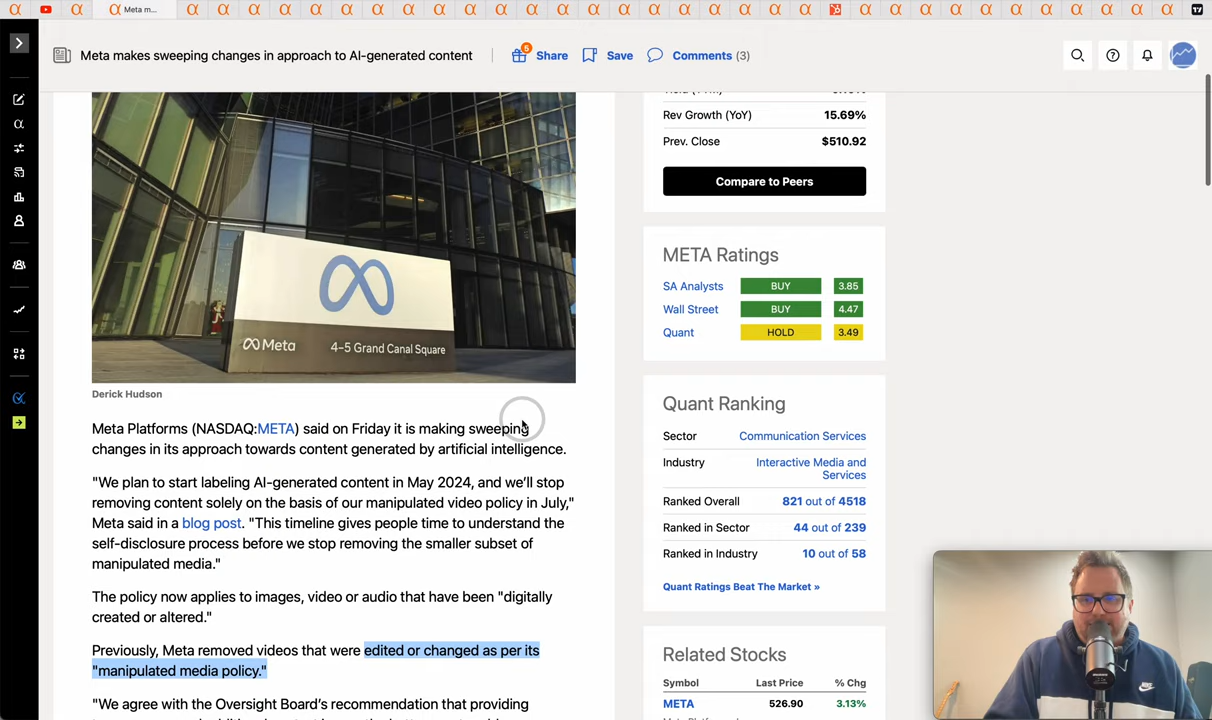 Meta m...
Meta makes sweeping changes in approach to AI-generated content
5
Share
Save
Comments (3)
Meta
4–5 Grand Canal Square
Derick Hudson
Meta Platforms (NASDAQ:META) said on Friday it is making sweeping
changes in its approach towards content generated by artificial intelligence.
"We plan to start labeling AI-generated content in May 2024, and we'll stop
removing content solely on the basis of our manipulated video policy in July,"
Meta said in a blog post. "This timeline gives people time to understand the
self-disclosure process before we stop removing the smaller subset of
manipulated media."
The policy now applies to images, video or audio that have been "digitally
created or altered."
Previously, Meta removed videos that were edited or changed as per its
"manipulated media policy."
"We agree with the Oversight Board's recommendation that providing
Rev Growth (YoY) 15.69%
Prev. Close $510.92
Compare to Peers
META Ratings
SA Analysts BUY 3.85
Wall Street BUY 4.47
Quant HOLD 3.49
Quant Ranking
Sector Communication Services
Industry Interactive Media and
Services
Ranked Overall 821 out of 4518
Ranked in Sector 44 out of 239
Ranked in Industry 10 out of 58
Quant Ratings Beat The Market »
Related Stocks
Symbol Last Price % Chg
META 526.90 3.13%